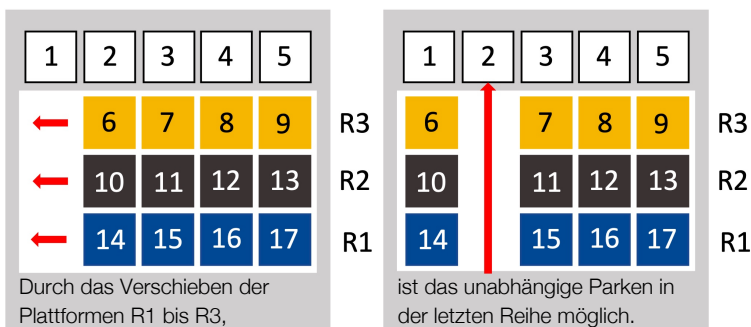 1 2 3 4 5
6 7 8 9 R3
10 11 12 13 R2
14 15 16 17 R1
Durch das Verschieben der
Plattformen R1 bis R3,
1 2 3 4 5
6 7 8 9 R3
10 11 12 13 R2
14 15 16 17 R1
ist das unabhängige Parken in
der letzten Reihe möglich.